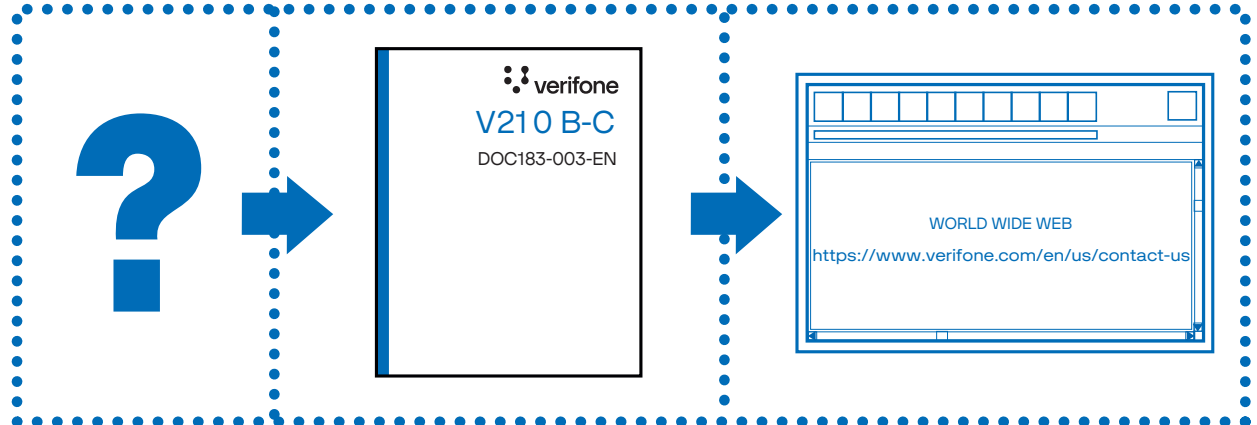 ?
verifone
V210 B-C
DOC183-003-EN
WORLD WIDE WEB
https://www.verifone.com/en/us/contact-us